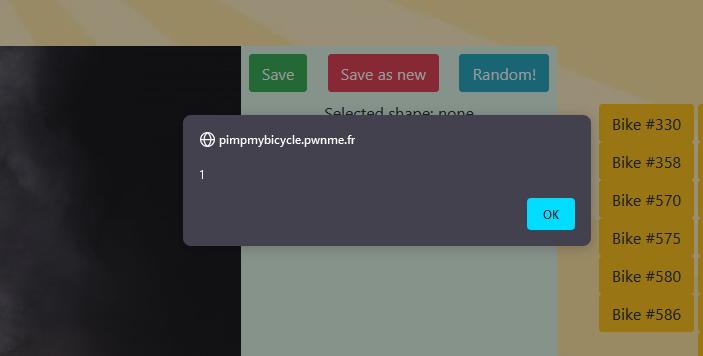 Save Save as new Random!
Selected shape: none
pimpmybicycle.pwnme.fr
1
OK
Bike #330
Bike #358
Bike #570
Bike #575
Bike #580
Bike #586